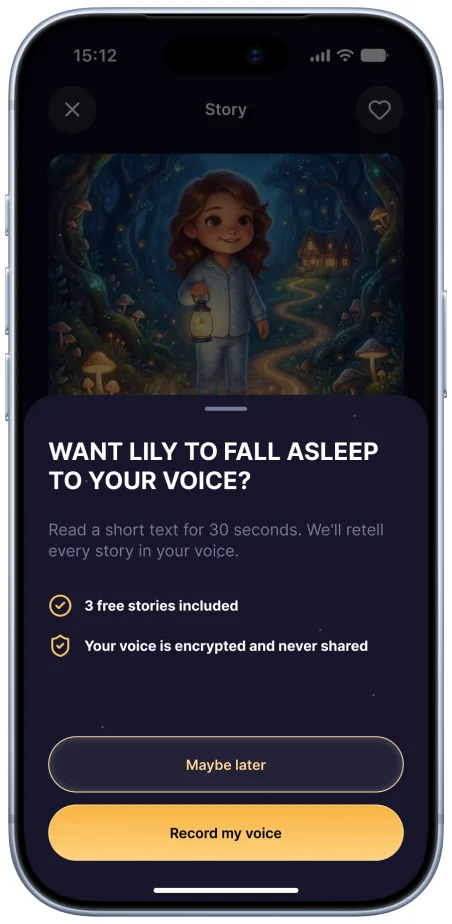 15:12
Story
WANT LILY TO FALL ASLEEP
TO YOUR VOICE?
Read a short text for 30 seconds. We'll retell
every story in your voice.
3 free stories included
Your voice is encrypted and never shared
Maybe later
Record my voice